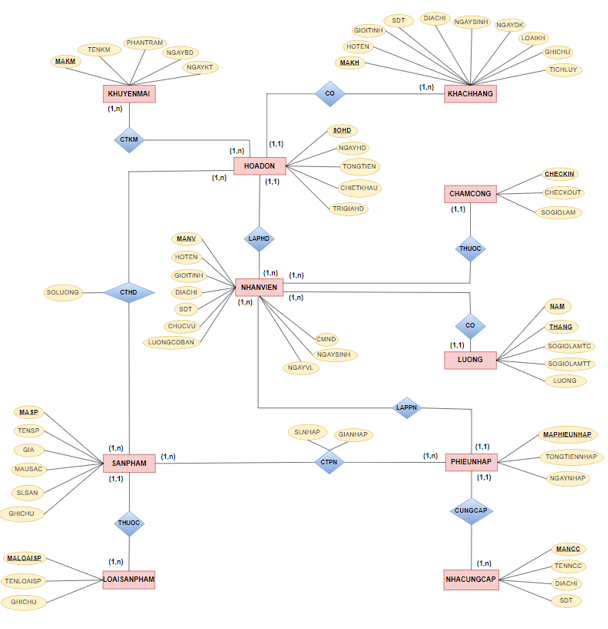 DIACHI
SDT
NGAYSINH
GIOITINH
NGAYDK
PHANTRAM
LOAIKH
TENKM
HOTEN
NGAYBD
GHICHU
MAKM
MAKH
NGAYKT
TICHLUY
KHUYENMAI
CO
KHACHHANG
(1,n)
(1,n)
CTKM
(1,n)
(1,1)
SOHD
NGAYHD
HOADON
TONGTIEN
(1,n)
(1,1)
CHIETKHAU
TRIGIAHD
CHECKIN
CHAMCONG
CHECKOUT
(1,1)
SOGIOLAM
MANV
LAPHD
THUOC
HOTEN
GIOITINH
(1,n)
(1,n)
SOLUONG
CTHD
DIACHI
NHANVIEN
(1,n)
(1,n)
SDT
NAM
CHUCVU
CO
THANG
LUONGCOBAN
CMND
(1,1)
SOGIOLAMTC
NGAYSINH
LUONG
SOGIOLAMTT
NGAYVL
LUONG
LAPPN
MASP
TENSP
SLNHAP
GIANHAP
MAPHIEUNHAP
(1,n)
(1,1)
GIA
(1,n)
(1,n)
TONGTIENNHAP
SANPHAM
CTPN
PHIEUNHAP
MAUSAC
(1,1)
(1,1)
NGAYNHAP
SLSAN
GHICHU
CUNGCAP
THUOC
MALOAISP
(1,n)
(1,n)
MANCC
TENNCC
TENLOAISP
LOAISANPHAM
NHACUNGCAP
DIACHI
GHICHU
SDT